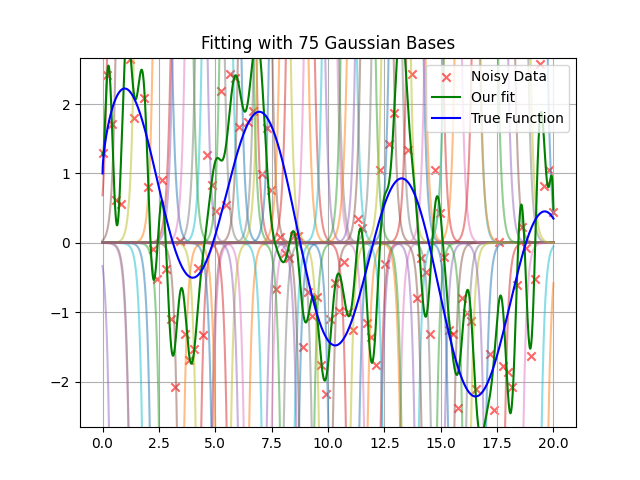 Fitting with 75 Gaussian Bases
Noisy Data
Our fit
True Function
2
1
0
−1
−2
0.0 2.5 5.0 7.5 10.0 12.5 15.0 17.5 20.0